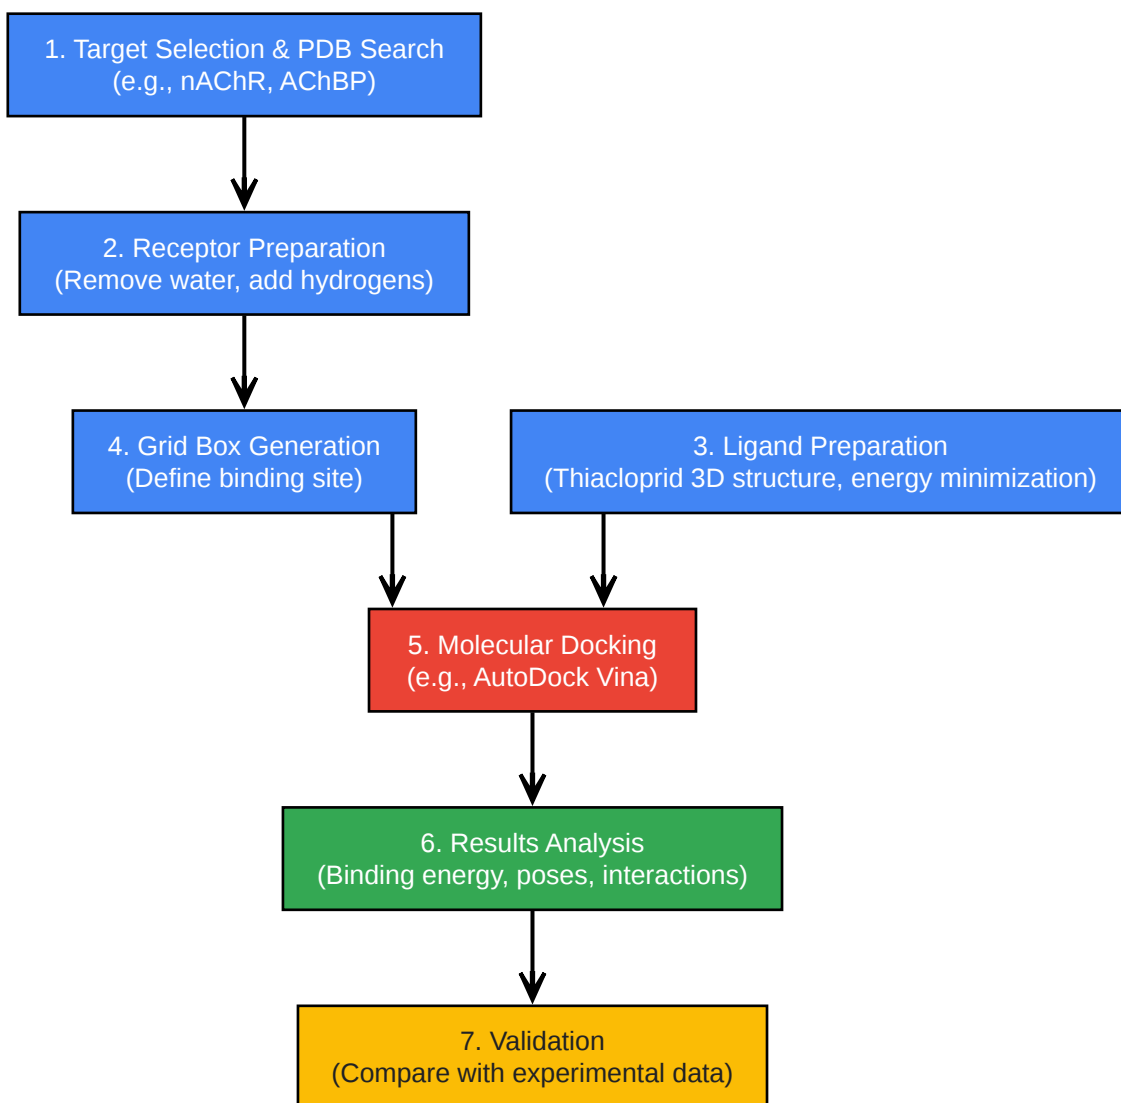 1. Target Selection & PDB Search
(e.g., nAChR, AChBP)
2. Receptor Preparation
(Remove water, add hydrogens)
4. Grid Box Generation
(Define binding site)
3. Ligand Preparation
(Thiacloprid 3D structure, energy minimization)
5. Molecular Docking
(e.g., AutoDock Vina)
6. Results Analysis
(Binding energy, poses, interactions)
7. Validation
(Compare with experimental data)